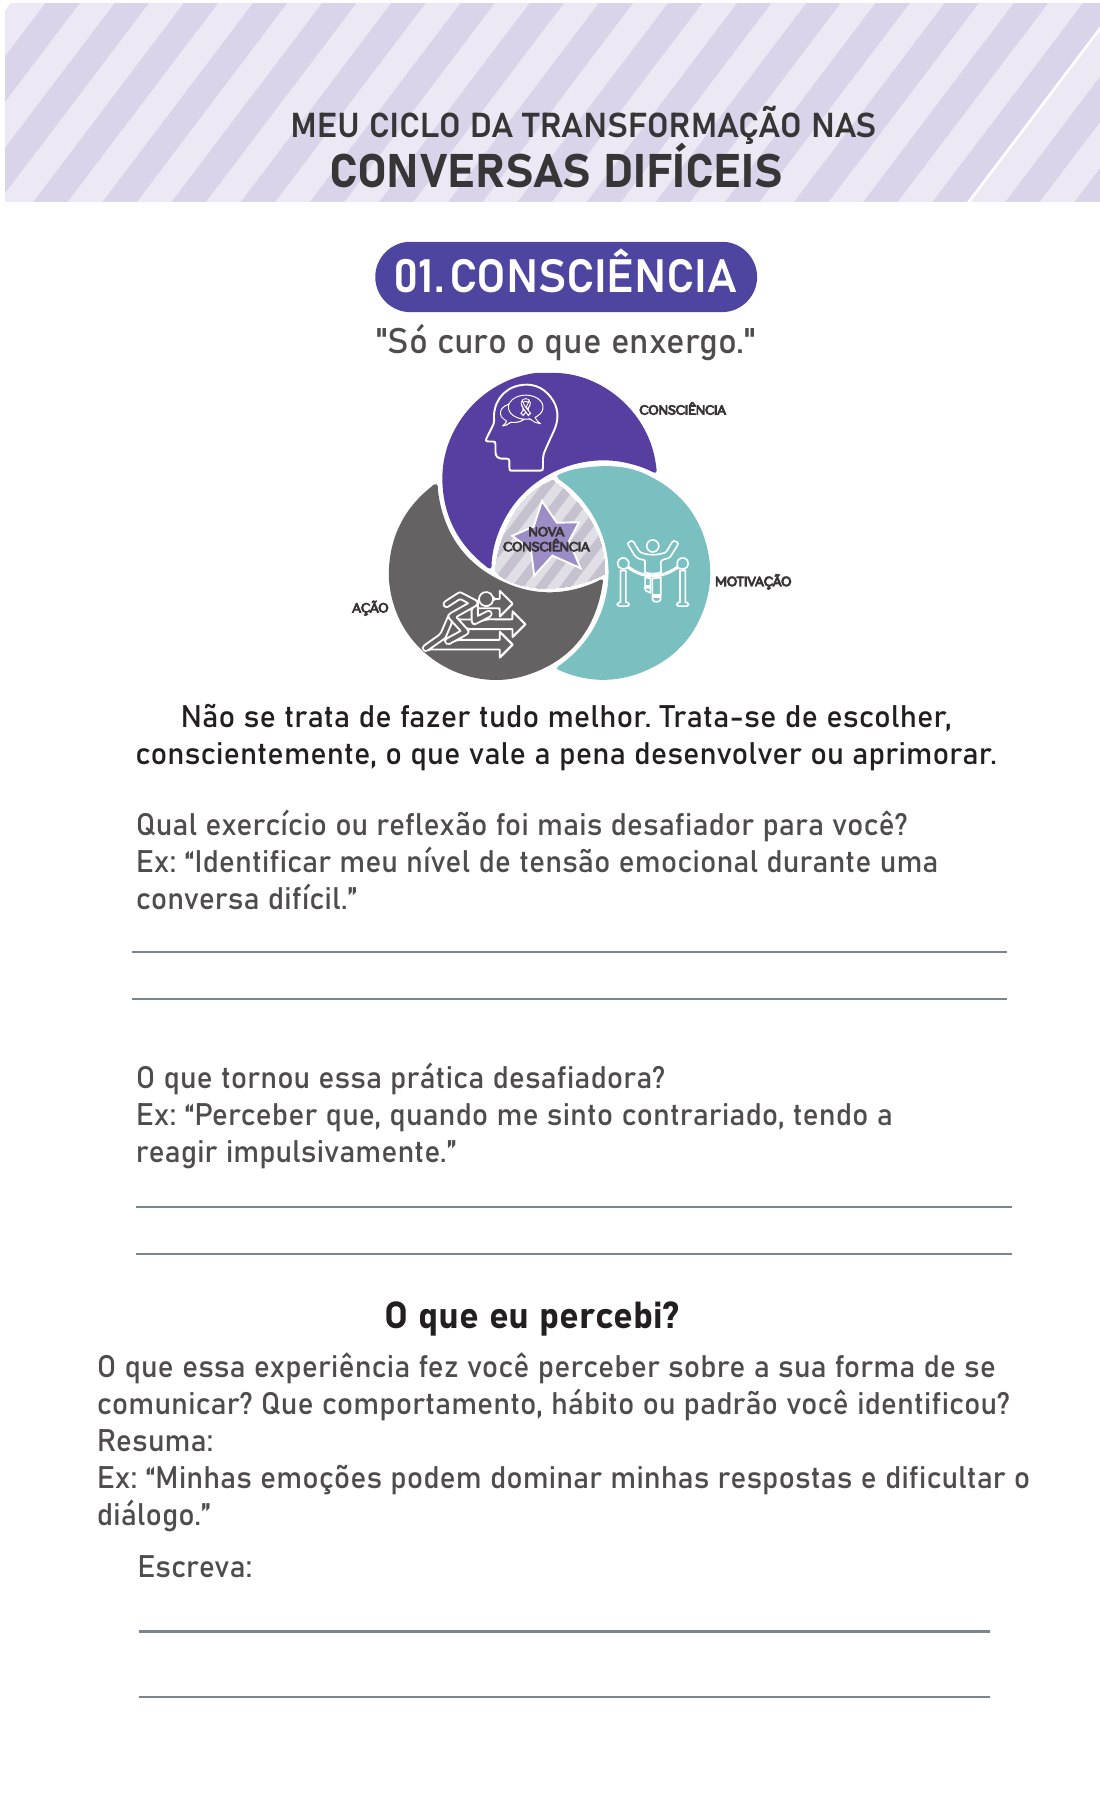 MEU CICLO DA TRANSFORMAÇÃO NAS
CONVERSAS DIFÍCEIS
01. CONSCIÊNCIA
"Só curo o que enxergo."
CONSCIÊNCIA
NOVA
CONSCIÊNCIA
MOTIVAÇÃO
AÇÃO
Não se trata de fazer tudo melhor. Trata-se de escolher,
conscientemente, o que vale a pena desenvolver ou aprimorar.
Qual exercício ou reflexão foi mais desafiador para você?
Ex: “Identificar meu nível de tensão emocional durante uma
conversa difícil.”
O que tornou essa prática desafiadora?
Ex: “Perceber que, quando me sinto contrariado, tendo a
reagir impulsivamente.”
O que eu percebi?
O que essa experiência fez você perceber sobre a sua forma de se
comunicar? Que comportamento, hábito ou padrão você identificou?
Resuma:
Ex: “Minhas emoções podem dominar minhas respostas e dificultar o
diálogo.”
Escreva: